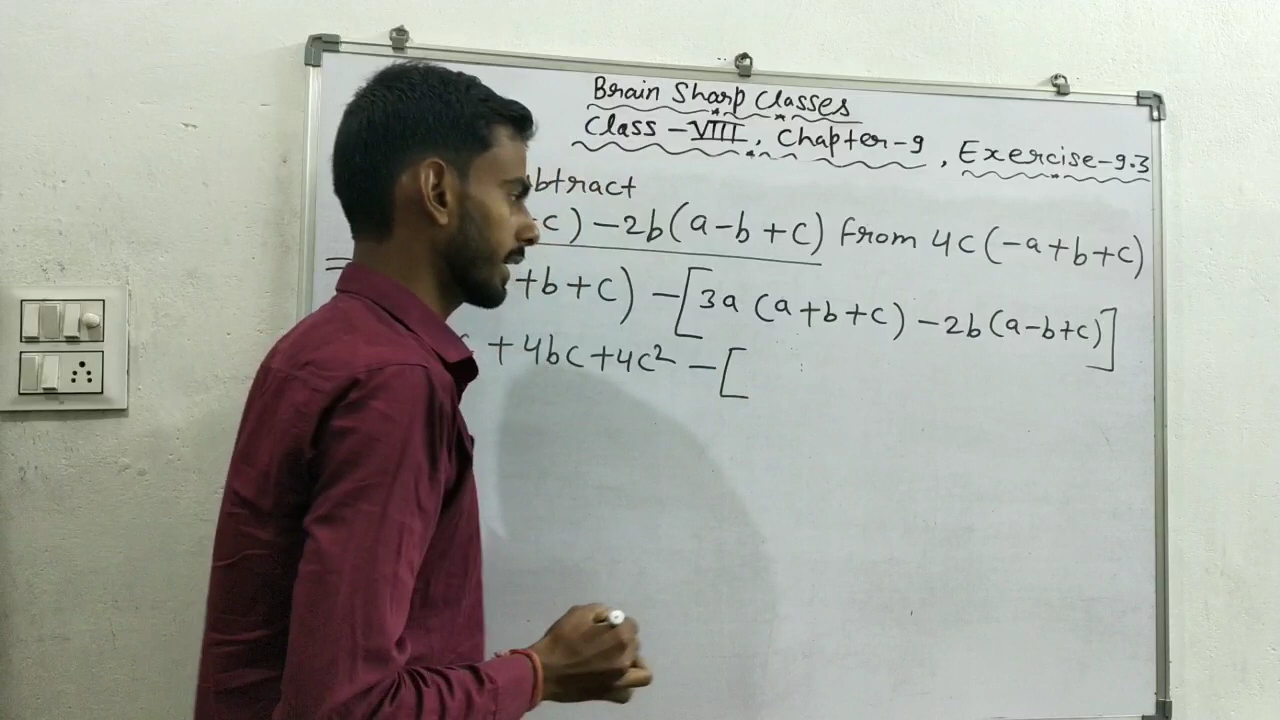 Brain Sharp Classes
Class - VIII, Chapter - 9, Exercise - 9.3
btract
c) - 2b(a - b + c) from 4c(-a + b + c)
= +b+c) - [3a (a+b+c) - 2b(a-b+c)]
+ 4bc + 4c² - [